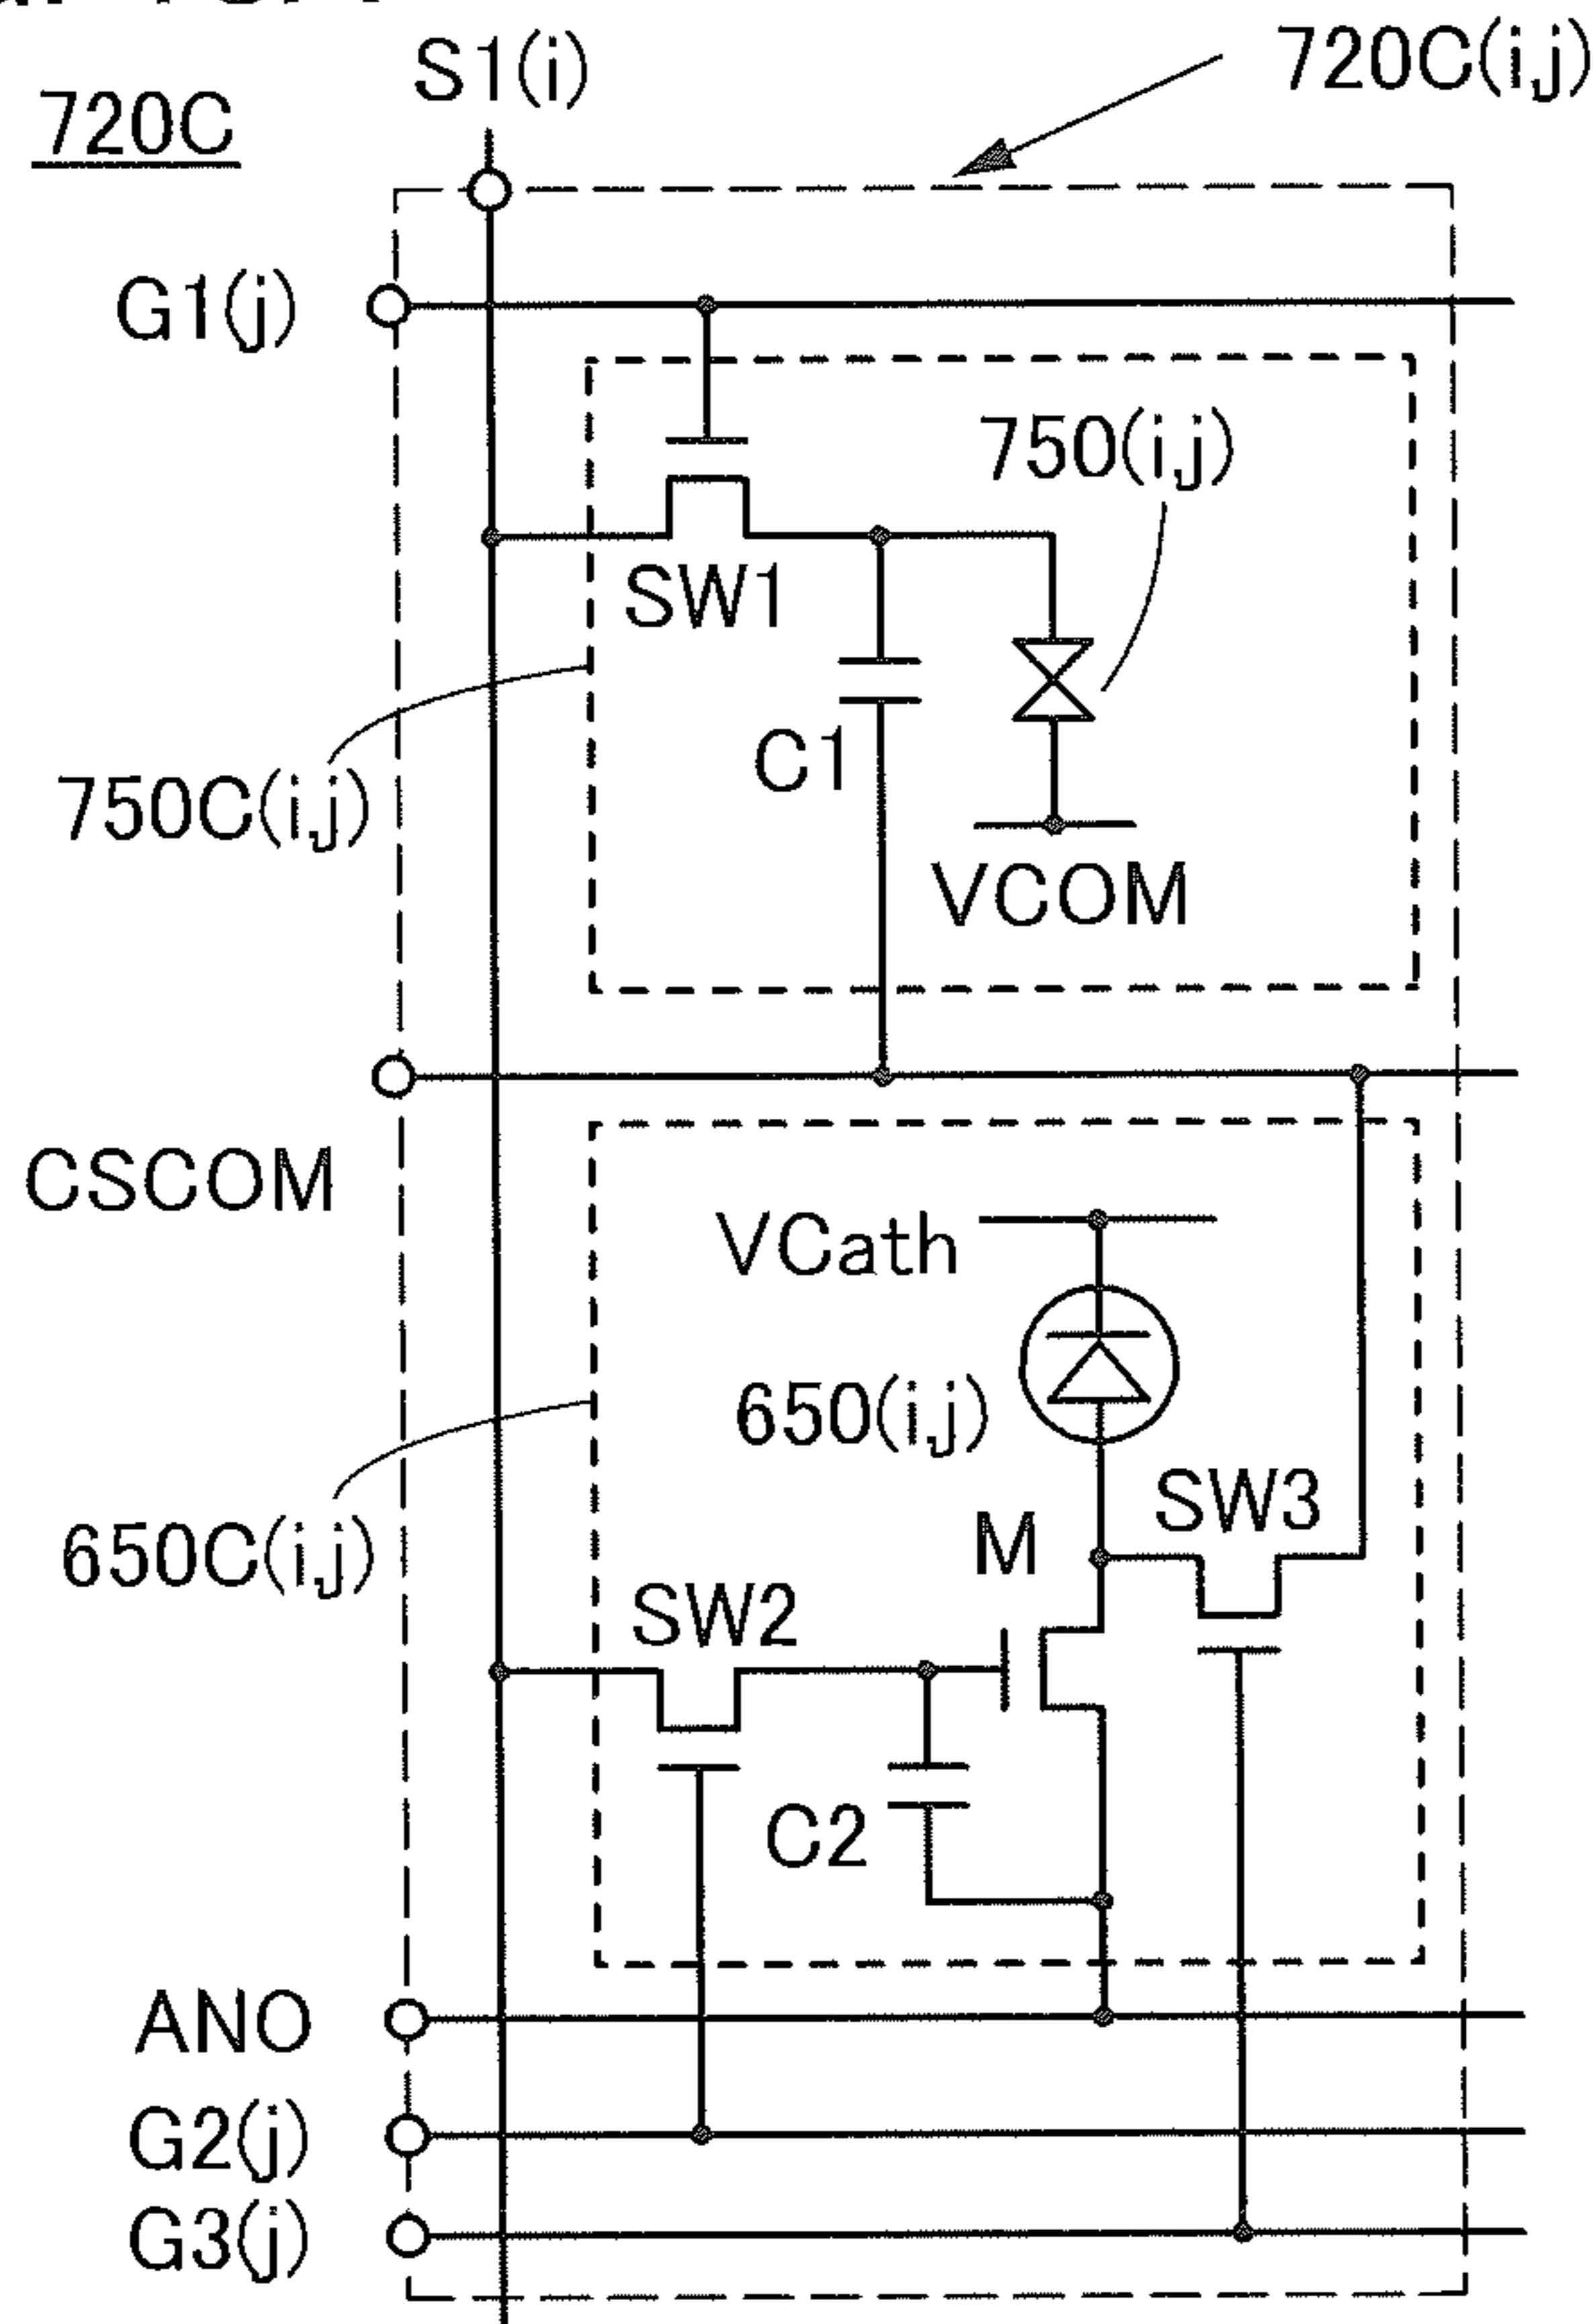 S1(i)
720C(i,j)
720C
G1(j)
750(i,j)
SW1
C1
750C(i,j)
VCOM
CSCOM
VCath
650(i,j)
SW3
M
650C(i,j)
SW2
C2
ANO
G2(j)
G3(j)